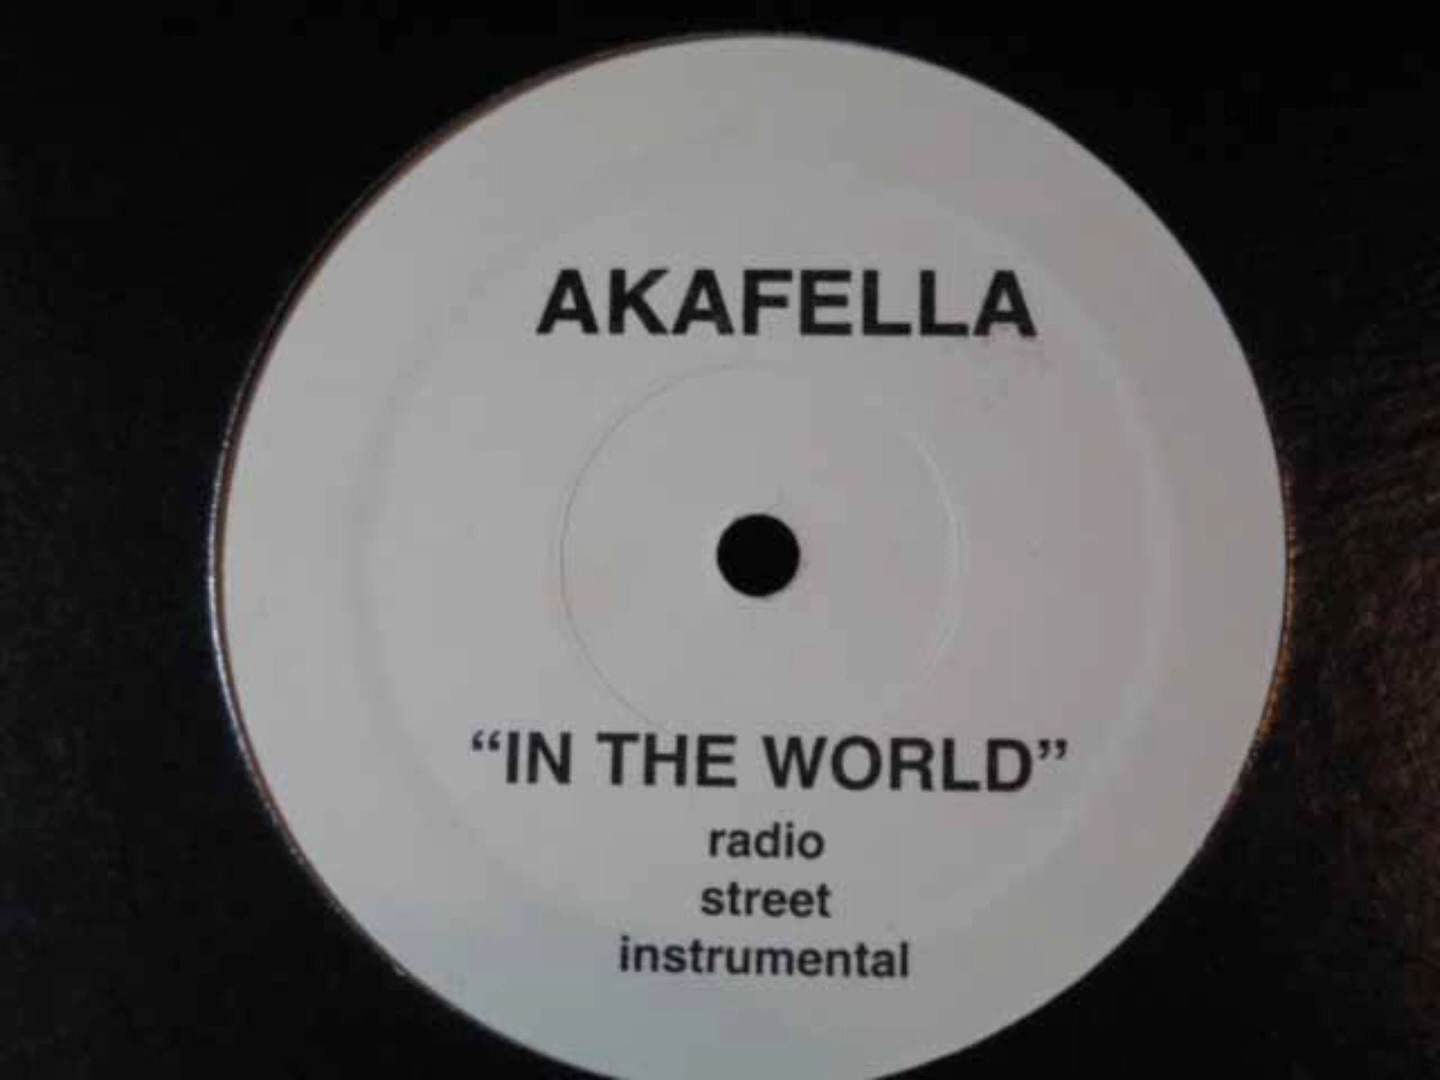 AKAFELLA
“IN THE WORLD”
radio
street
instrumental